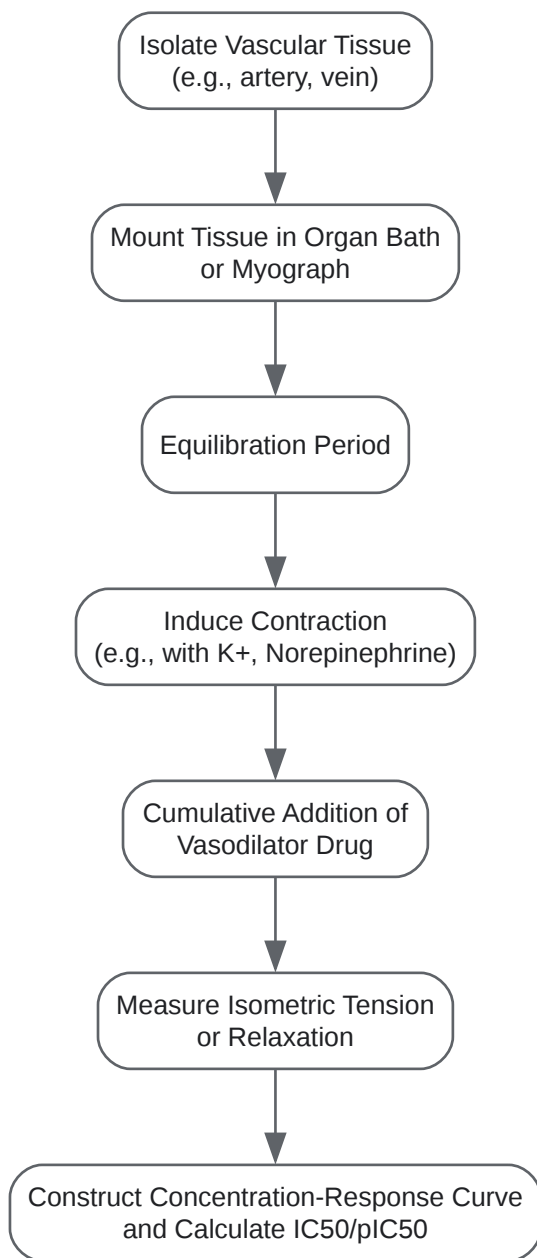 Isolate Vascular Tissue
(e.g., artery, vein)
Mount Tissue in Organ Bath
or Myograph
Equilibration Period
Induce Contraction
(e.g., with K+, Norepinephrine)
Cumulative Addition of
Vasodilator Drug
Measure Isometric Tension
or Relaxation
Construct Concentration-Response Curve
and Calculate IC50/pIC50